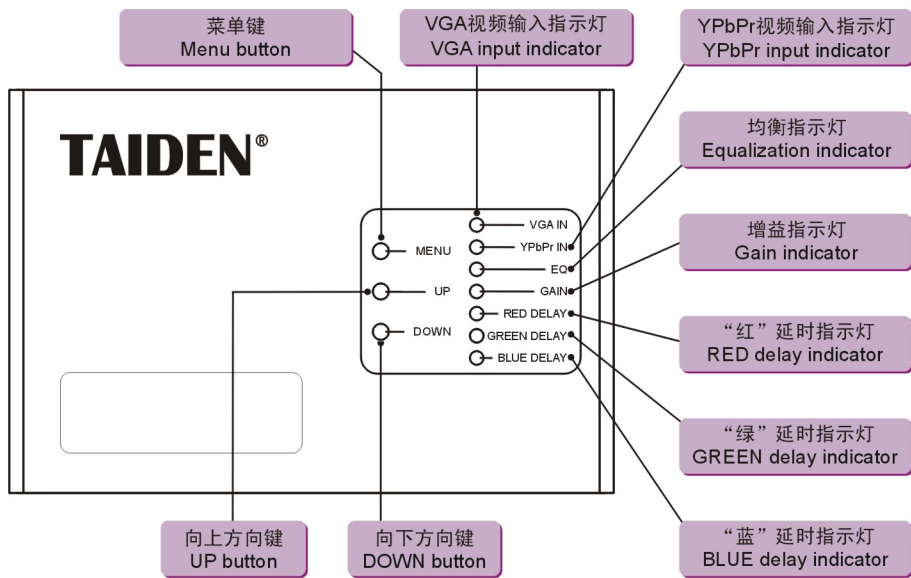 菜单键
Menu button
VGA视频输入指示灯
VGA input indicator
YPbPr视频输入指示灯
YPbPr input indicator
均衡指示灯
Equalization indicator
增益指示灯
Gain indicator
“红”延时指示灯
RED delay indicator
“绿”延时指示灯
GREEN delay indicator
“蓝”延时指示灯
BLUE delay indicator
TAIDEN®
MENU
UP
DOWN
VGA IN
YPbPr IN
EQ
GAIN
RED DELAY
GREEN DELAY
BLUE DELAY
向上方向键
UP button
向下方向键
DOWN button